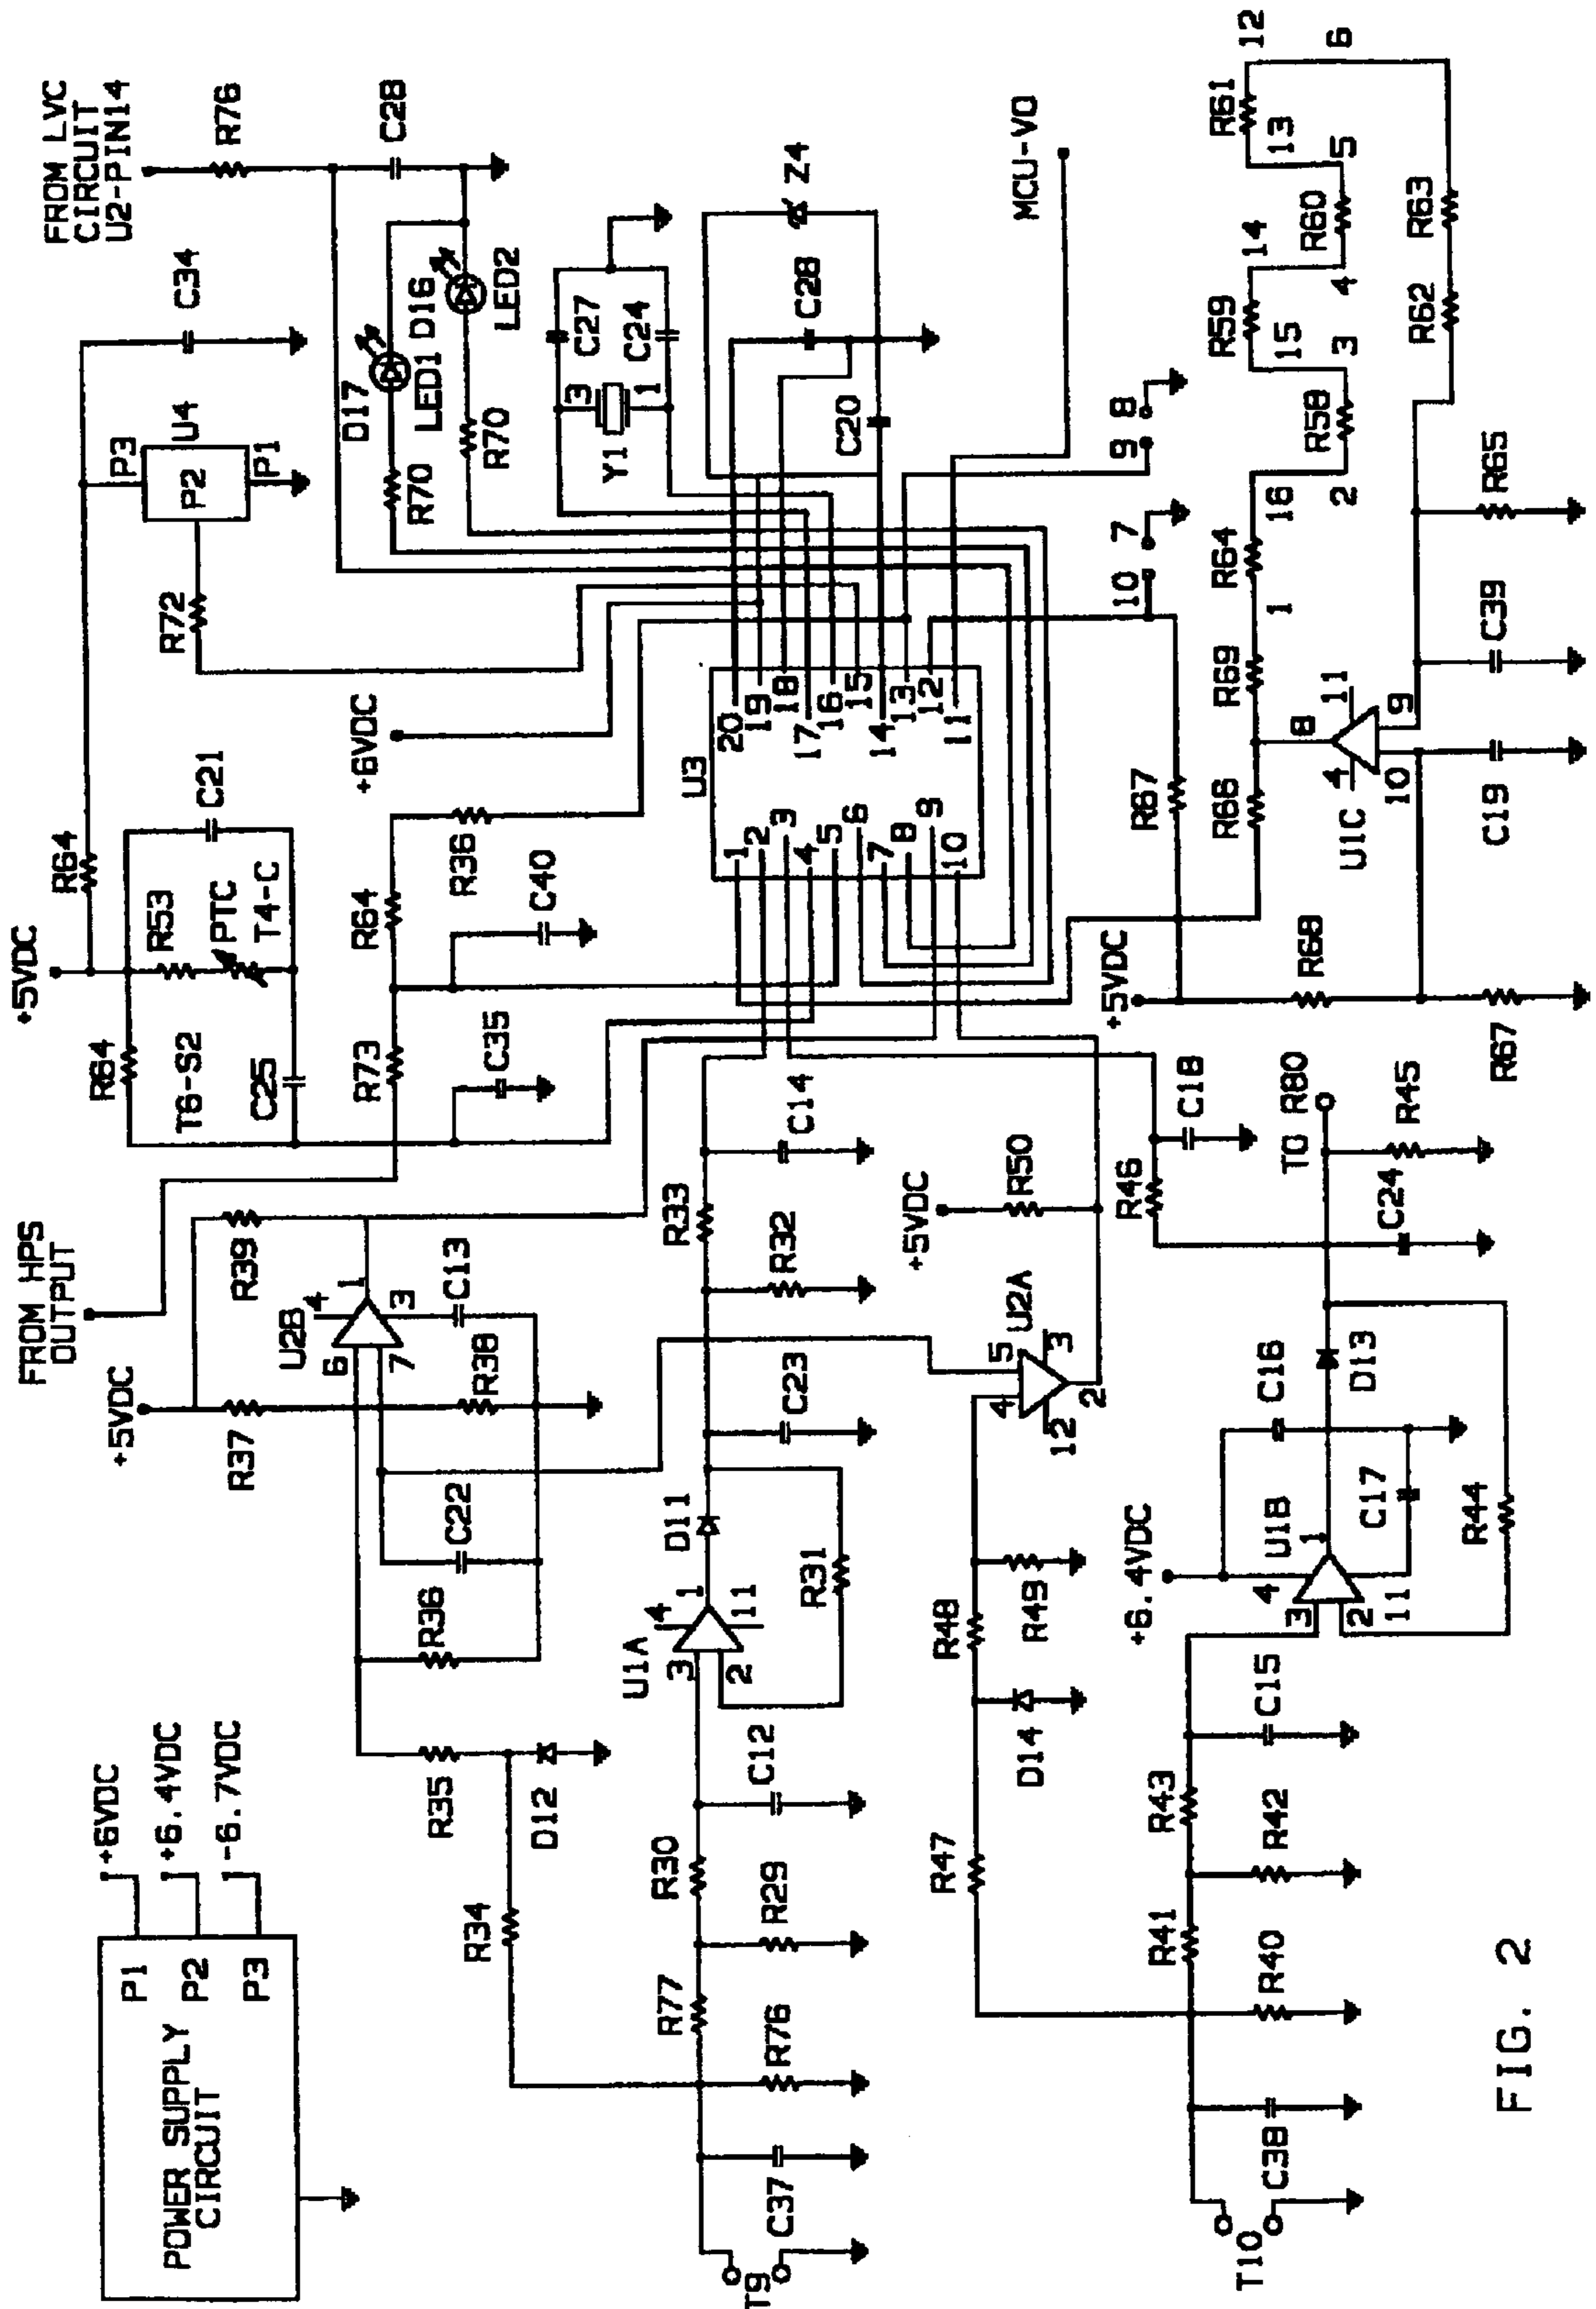 POWER SUPPLY
CIRCUIT
P1
P2
P3
+6VDC
+6.4VDC
-6.7VDC
FROM HPS
OUTPUT
+5VDC
R37
R39
U2B
4
1
6
7
3
C13
R38
C22
R36
R35
D12
R34
+5VDC
R64
R53
PTC
T4-C
C21
T6-S2
C25
R64
C35
R73
R64
R36
C40
+6VDC
R72
P3
U4
P2
P1
C34
FROM LVC
CIRCUIT
U2-PIN14
R76
C28
D17
LED1
D16
LED2
R70
R70
C27
C24
3
1
Y1
C28
Z4
C20
MCU-VO
9
8
10
7
U3
1
2
3
4
5
6
7
8
9
10
20
19
18
17
16
15
14
13
12
11
T9
C37
R76
R77
R29
R30
C12
U1A
3
2
4
1
11
D11
R31
C23
R32
R33
C14
+5VDC
R50
U2A
4
5
12
3
2
R47
R48
D14
R49
T10
C38
R40
R41
R42
R43
C15
+6.4VDC
U1B
3
2
4
1
11
C16
C17
D13
R44
C24
R45
R46
C18
TO R80
+5VDC
R67
R68
R67
R66
R69
U1C
8
4
11
10
9
C19
C39
R65
1
R64
16
2
R58
15
3
R59
14
4
R60
13
5
R61
12
6
R62
R63
FIG. 2